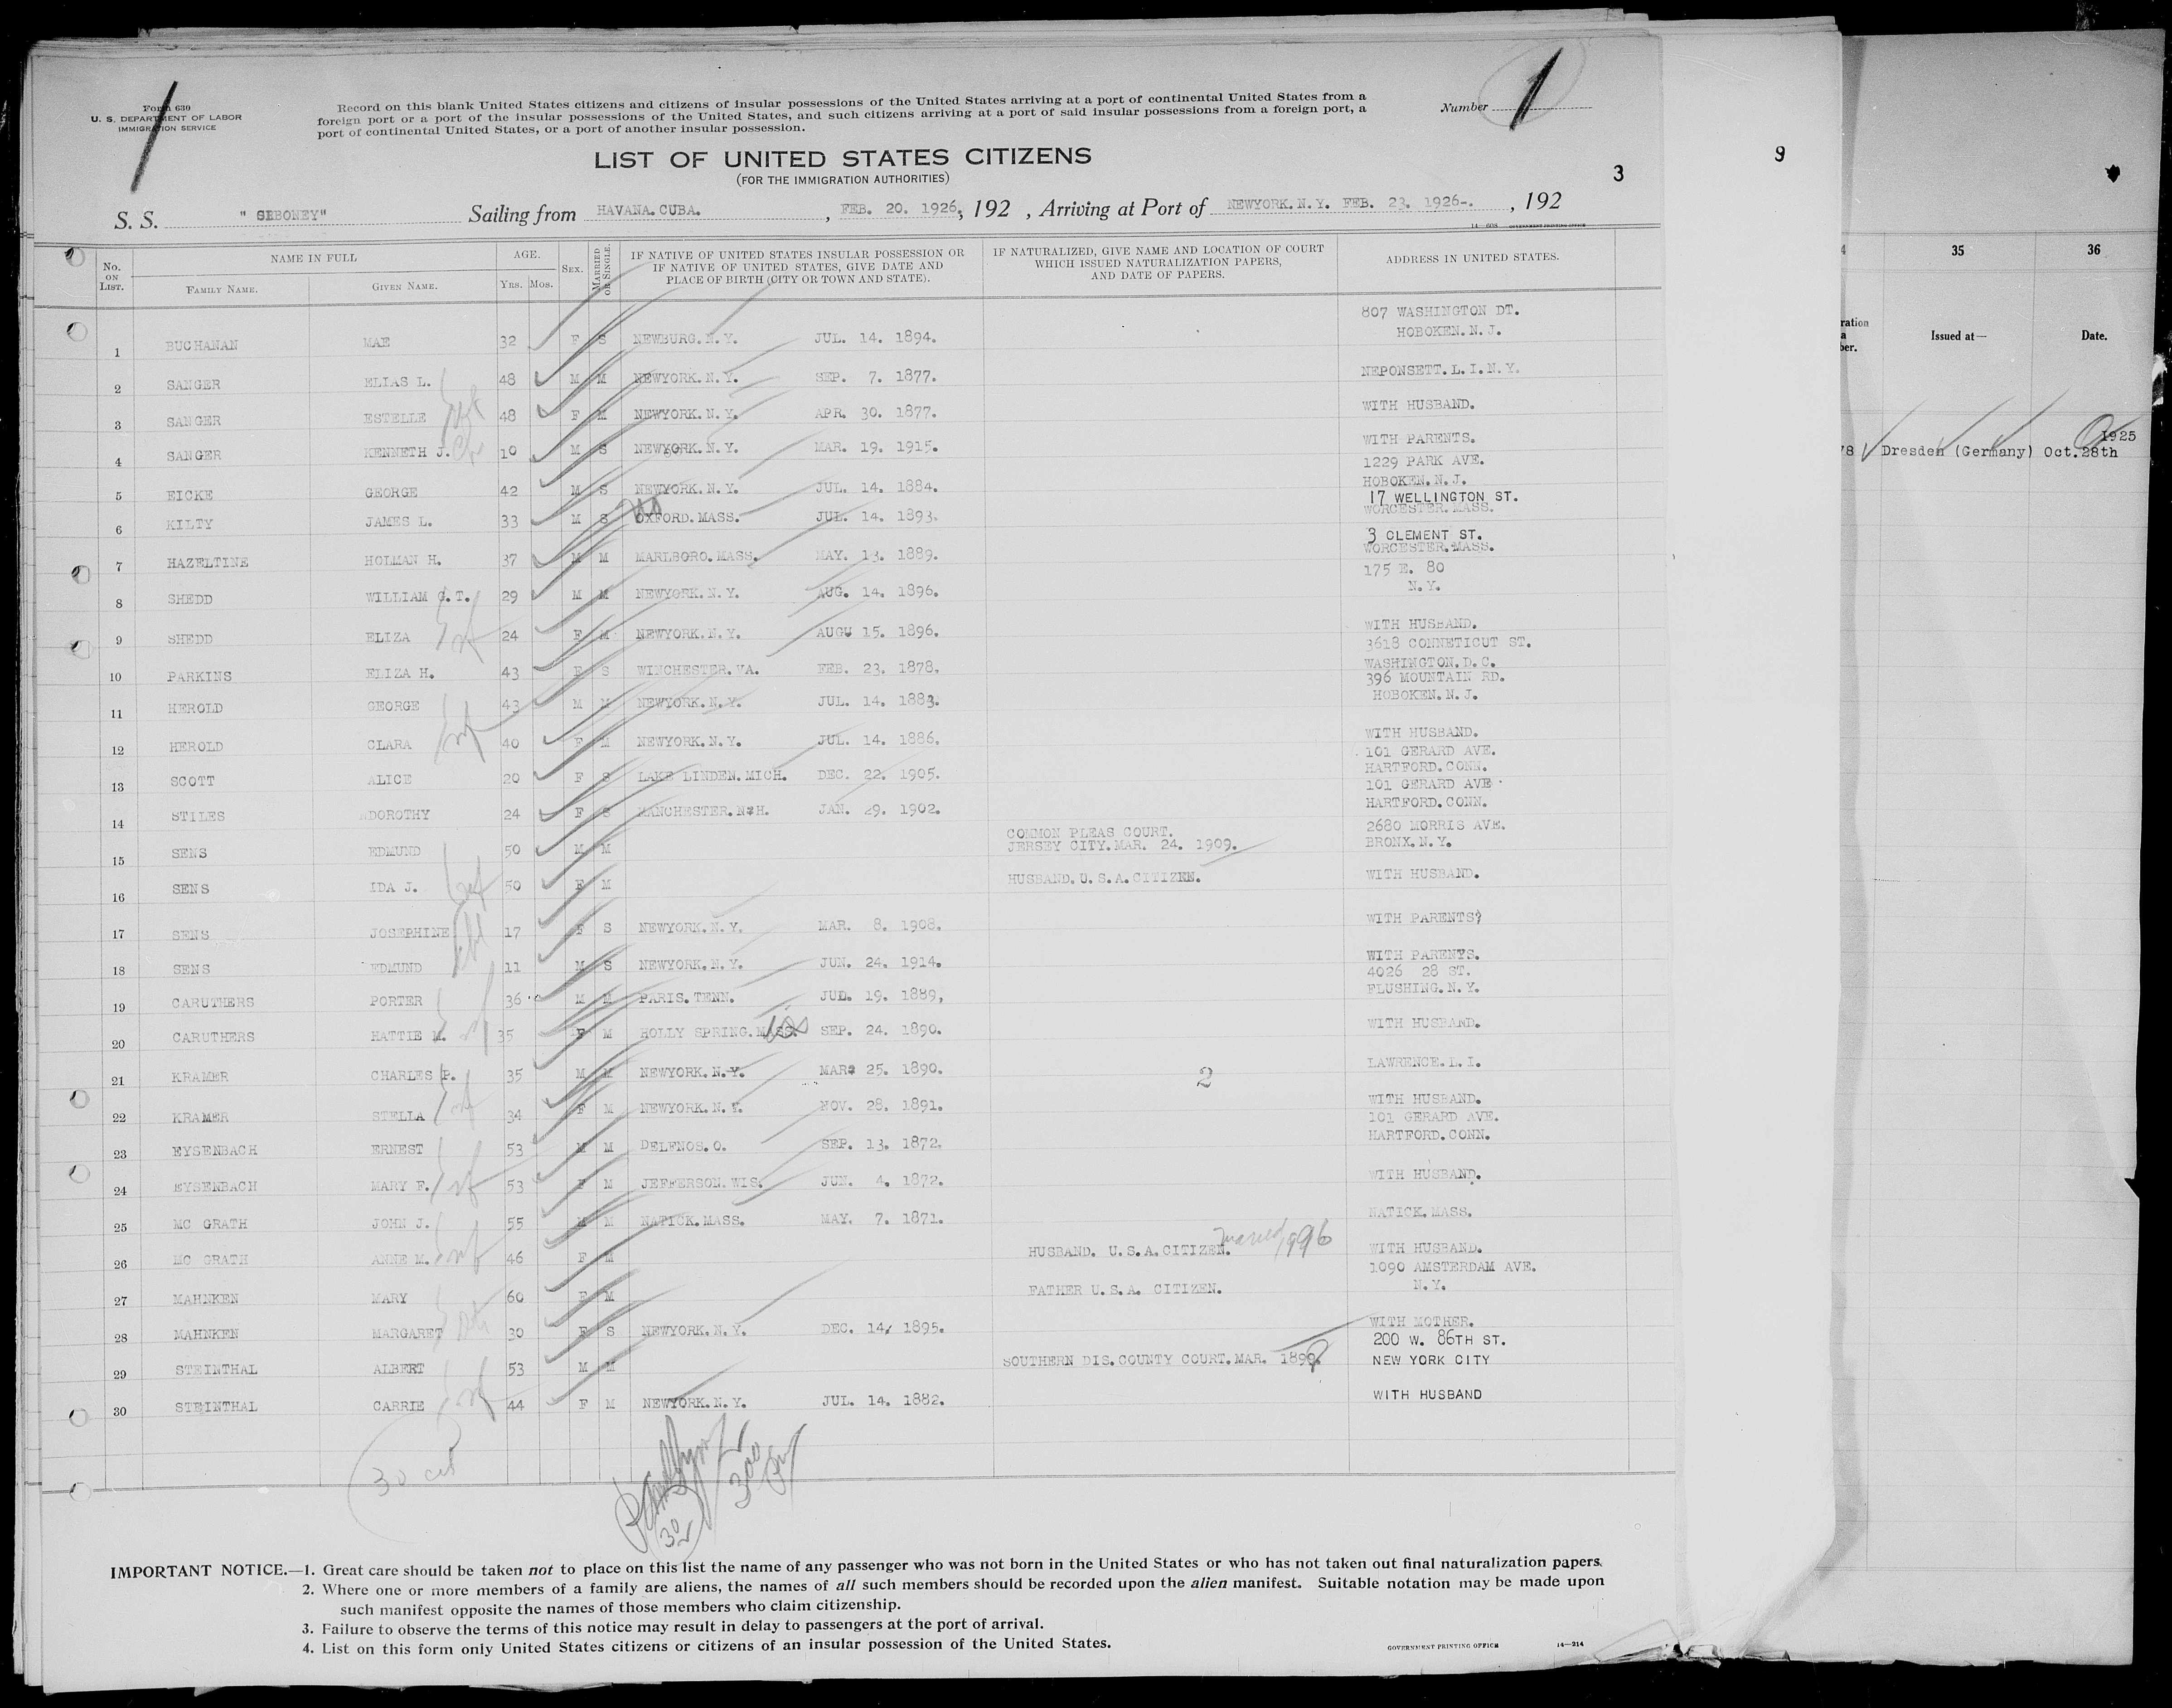 Form 630
U. S. DEPARTMENT OF LABOR
IMMIGRATION SERVICE
Record on this blank United States citizens and citizens of insular possessions of the United States arriving at a port of continental United States from a
foreign port or a port of the insular possessions of the United States, and such citizens arriving at a port of said insular possessions from a foreign port, a
port of continental United States, or a port of another insular possession.
Number 1
LIST OF UNITED STATES CITIZENS
(FOR THE IMMIGRATION AUTHORITIES)
3
9
S. S. " SEBONEY" Sailing from HAVANA. CUBA. , FEB. 20. 1926, 192 , Arriving at Port of NEWYORK. N. Y. FEB. 23. 1926-. , 192
14—608 GOVERNMENT PRINTING OFFICE
No. ON LIST. NAME IN FULL FAMILY NAME. GIVEN NAME. AGE. YRS. MOS. SEX. MARRIED OR SINGLE. IF NATIVE OF UNITED STATES INSULAR POSSESSION OR IF NATIVE OF UNITED STATES, GIVE DATE AND PLACE OF BIRTH (CITY OR TOWN AND STATE). IF NATURALIZED, GIVE NAME AND LOCATION OF COURT WHICH ISSUED NATURALIZATION PAPERS, AND DATE OF PAPERS. ADDRESS IN UNITED STATES.
35 36
Issued at— Date.
807 WASHINGTON DT.
1 BUCHANAN MAE 32 F S NEWBURG. N. Y. JUL. 14. 1894. HOBOKEN. N. J.
2 SANGER ELIAS L. 48 M M NEWYORK. N. Y. SEP. 7. 1877. NEPONSETT. L. I. N. Y.
3 SANGER ESTELLE 48 F M NEWYORK. N. Y. APR. 30. 1877. WITH HUSBAND.
4 SANGER KENNETH J. 10 M S NEWYORK. N. Y. MAR. 19. 1915. WITH PARENTS.
1229 PARK AVE.
5 EICKE GEORGE 42 M S NEWYORK. N. Y. JUL. 14. 1884. HOBOKEN. N. J.
17 WELLINGTON ST.
6 KILTY JAMES L. 33 M S OXFORD. MASS. JUL. 14. 1893. WORCESTER. MASS.
3 CLEMENT ST.
7 HAZELTINE HOLMAN H. 37 M M MARLBORO. MASS. MAY. 13. 1889. WORCESTER. MASS.
175 E. 80
8 SHEDD WILLIAM G. T. 29 M M NEWYORK. N. Y. AUG. 14. 1896. N. Y.
9 SHEDD ELIZA 24 F M NEWYORK. N. Y. AUGU 15. 1896. WITH HUSBAND.
3618 CONNETICUT ST.
10 PARKINS ELIZA H. 43 F S WINCHESTER. VA. FEB. 23. 1878. WASHINGTON. D. C.
396 MOUNTAIN RD.
11 HEROLD GEORGE 43 M M NEWYORK. N. Y. JUL. 14. 1883. HOBOKEN. N. J.
12 HEROLD CLARA 40 F M NEWYORK. N. Y. JUL. 14. 1886. WITH HUSBAND.
101 GERARD AVE.
13 SCOTT ALICE 20 F S LAKE LINDEN. MICH. DEC. 22. 1905. HARTFORD. CONN.
101 GERARD AVE
14 STILES DOROTHY 24 F S MANCHESTER. N. H. JAN. 29. 1902. HARTFORD. CONN.
COMMON PLEAS COURT. 2680 MORRIS AVE.
15 SENS EDMUND 50 M M JERSEY CITY. MAR. 24. 1909. BRONX. N. Y.
16 SENS IDA J. 50 F M HUSBAND. U. S. A. CITIZEN. WITH HUSBAND.
17 SENS JOSEPHINE 17 F S NEWYORK. N. Y. MAR. 8. 1908. WITH PARENTS?
18 SENS EDMUND 11 M S NEWYORK. N. Y. JUN. 24. 1914. WITH PARENTS.
4026 28 ST.
19 CARUTHERS PORTER 36 M M PARIS. TENN. JUL. 19. 1889, FLUSHING. N. Y.
20 CARUTHERS HATTIE M. 35 F M HOLLY SPRING. MASS. SEP. 24. 1890. WITH HUSBAND.
21 KRAMER CHARLES P. 35 M M NEWYORK. N. Y. MAR? 25. 1890. 2 LAWRENCE. L. I.
22 KRAMER STELLA 34 F M NEWYORK. N. Y. NOV. 28. 1891. WITH HUSBAND.
101 GERARD AVE.
23 EYSENBACH ERNEST 53 M M DELFNOS. O. SEP. 13. 1872. HARTFORD. CONN.
24 EYSENBACH MARY F. 53 F M JEFFERSON. WIS. JUN. 4. 1872. WITH HUSBAND.
25 MC GRATH JOHN J. 55 M M NATICK. MASS. MAY. 7. 1871. NATICK. MASS.
26 MC GRATH ANNE M. 46 F M HUSBAND. U. S. A. CITIZEN. married WITH HUSBAND.
1090 AMSTERDAM AVE.
27 MAHNKEN MARY 60 F M FATHER U. S. A. CITIZEN. N. Y.
28 MAHNKEN MARGARET 30 F S NEWYORK. N. Y. DEC. 14/ 1895. WITH MOTHER.
200 W. 86TH ST.
29 STEINTHAL ALBERT 53 M M SOUTHERN DIS. COUNTY COURT. MAR. 1899. NEW YORK CITY
30 STEINTHAL CARRIE 44 F M NEWYORK. N. Y. JUL. 14. 1882. WITH HUSBAND
78 Dresden (Germany) Oct. 28th 1925
30
300
IMPORTANT NOTICE.—1. Great care should be taken not to place on this list the name of any passenger who was not born in the United States or who has not taken out final naturalization papers.
2. Where one or more members of a family are aliens, the names of all such members should be recorded upon the alien manifest. Suitable notation may be made upon
such manifest opposite the names of those members who claim citizenship.
3. Failure to observe the terms of this notice may result in delay to passengers at the port of arrival.
4. List on this form only United States citizens or citizens of an insular possession of the United States.
GOVERNMENT PRINTING OFFICE 14—214